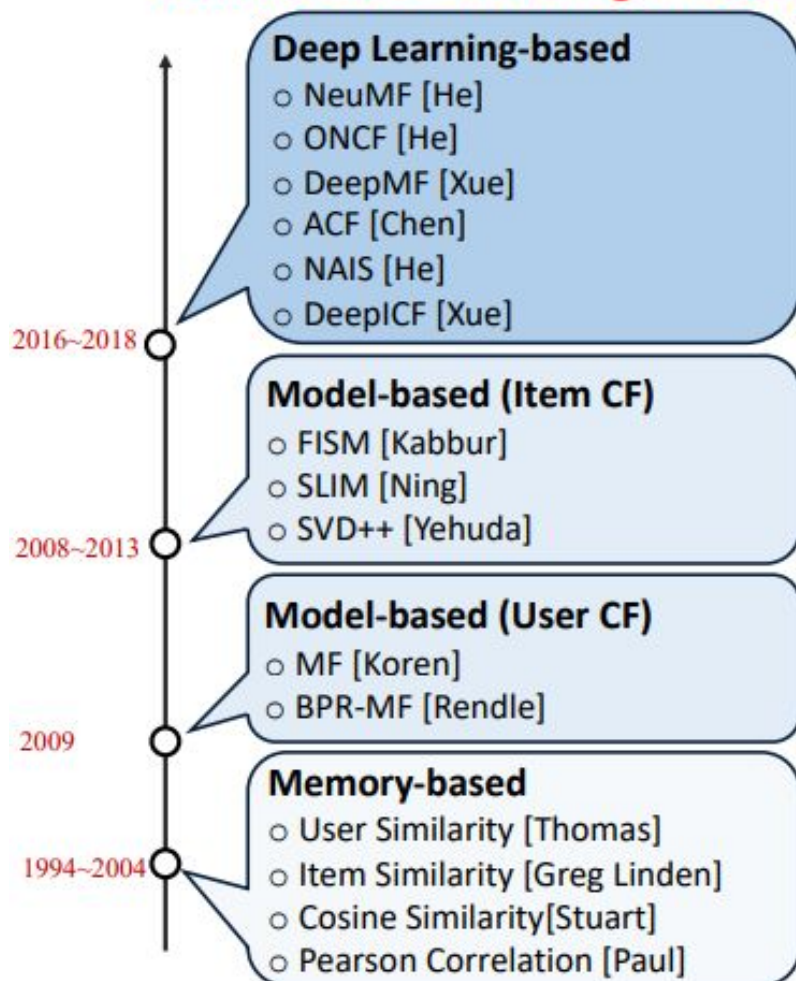 Deep Learning-based
○ NeuMF [He]
○ ONCF [He]
○ DeepMF [Xue]
○ ACF [Chen]
○ NAIS [He]
○ DeepICF [Xue]
2016~2018
Model-based (Item CF)
○ FISM [Kabbur]
○ SLIM [Ning]
○ SVD++ [Yehuda]
2008~2013
Model-based (User CF)
○ MF [Koren]
○ BPR-MF [Rendle]
2009
Memory-based
○ User Similarity [Thomas]
○ Item Similarity [Greg Linden]
○ Cosine Similarity[Stuart]
○ Pearson Correlation [Paul]
1994~2004